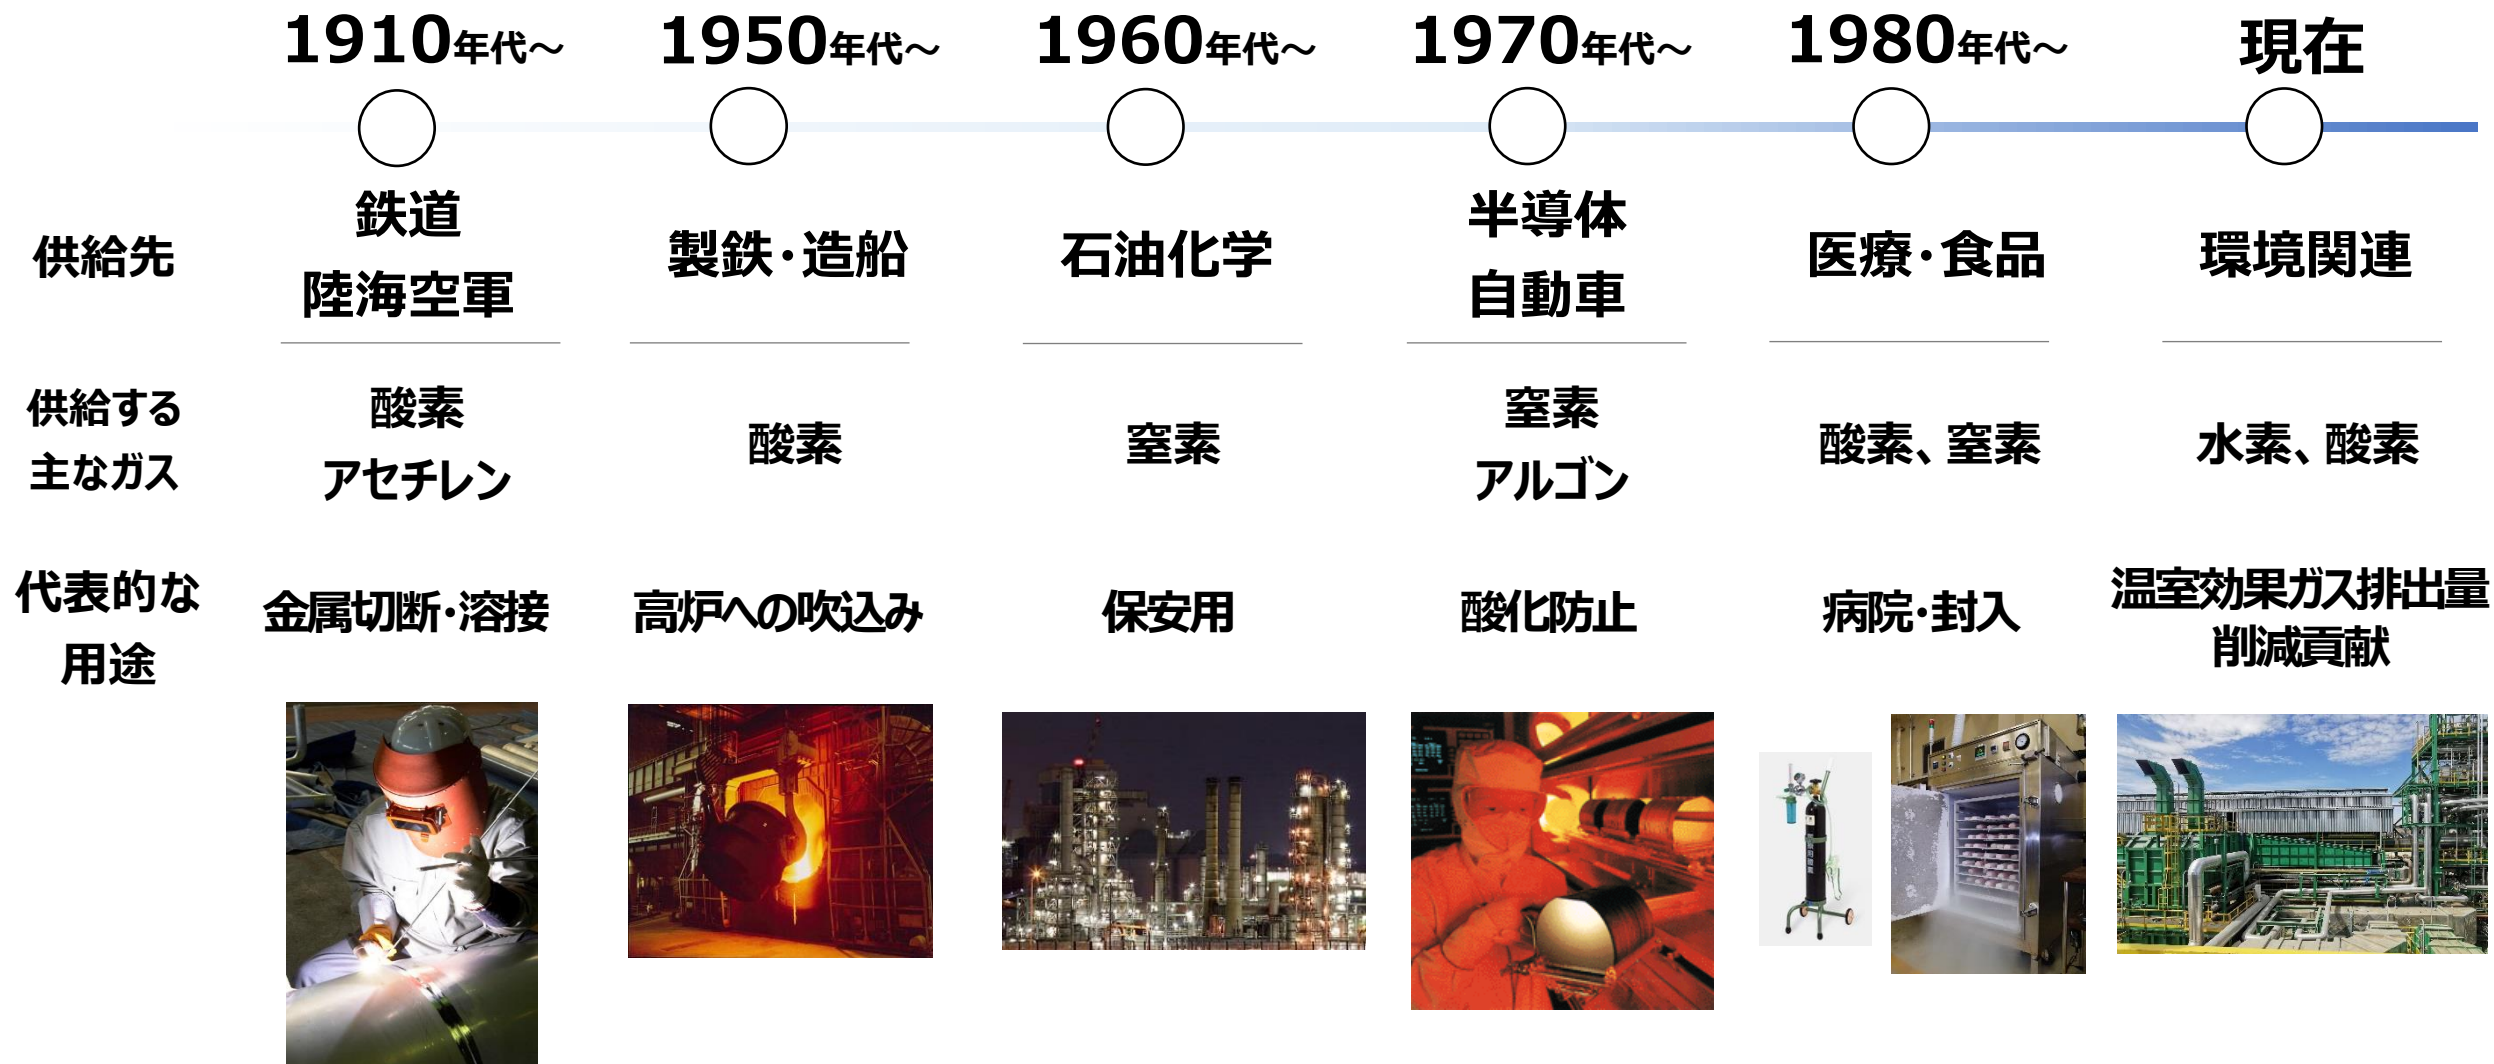 1910年代～
1950年代～
1960年代～
1970年代～
1980年代～
現在
供給先
鉄道
陸海空軍
製鉄・造船
石油化学
半導体
自動車
医療・食品
環境関連
供給する
主なガス
酸素
アセチレン
酸素
窒素
窒素
アルゴン
酸素、窒素
水素、酸素
代表的な
用途
金属切断・溶接
高炉への吹込み
保安用
酸化防止
病院・封入
温室効果ガス排出量
削減貢献